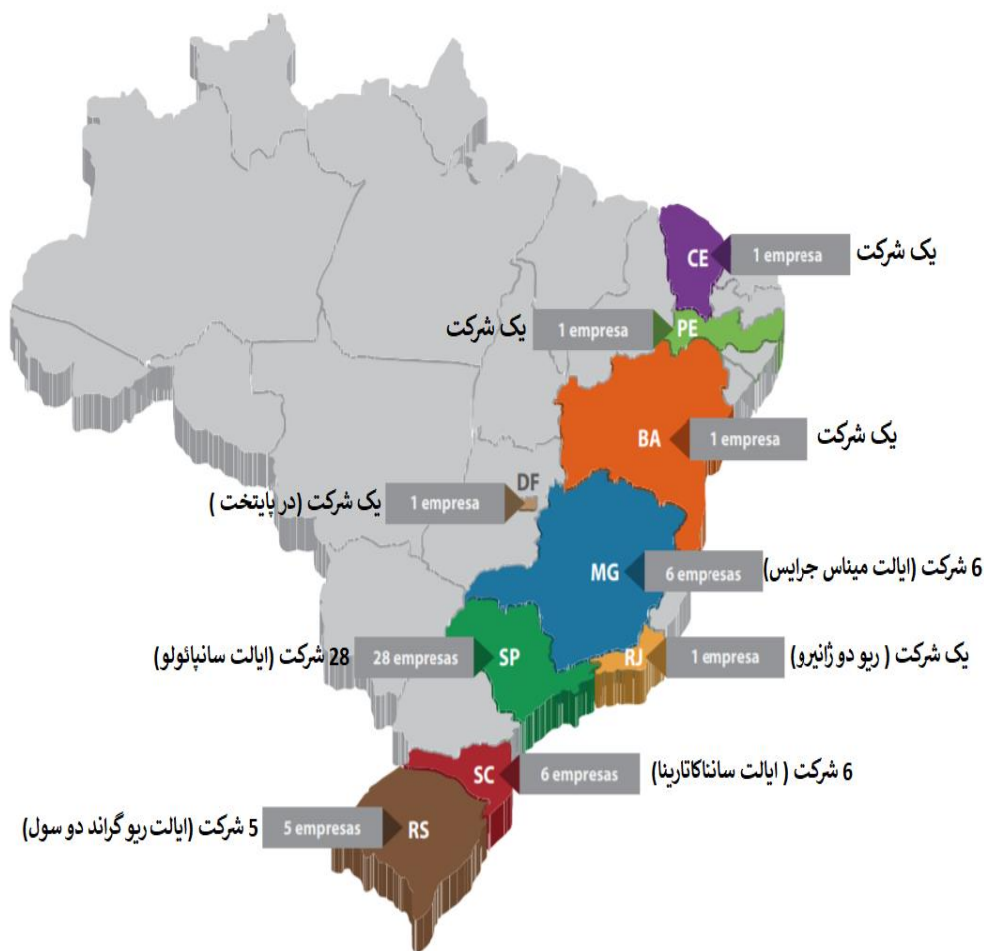 CE
1 empresa
یک شرکت
یک شرکت
1 empresa
PE
BA
1 empresa
یک شرکت
DF
یک شرکت (در پایتخت )
1 empresa
MG
6 empresas
6 شرکت (ایالت میناس جرایس)
28 شرکت (ایالت سانپائولو)
28 empresas
SP
RJ
1 empresa
یک شرکت ( ریو دو ژانیرو)
SC
6 empresas
6 شرکت ( ایالت سانتاکاتارینا)
5 شرکت (ایالت ریو گراند دو سول)
5 empresas
RS